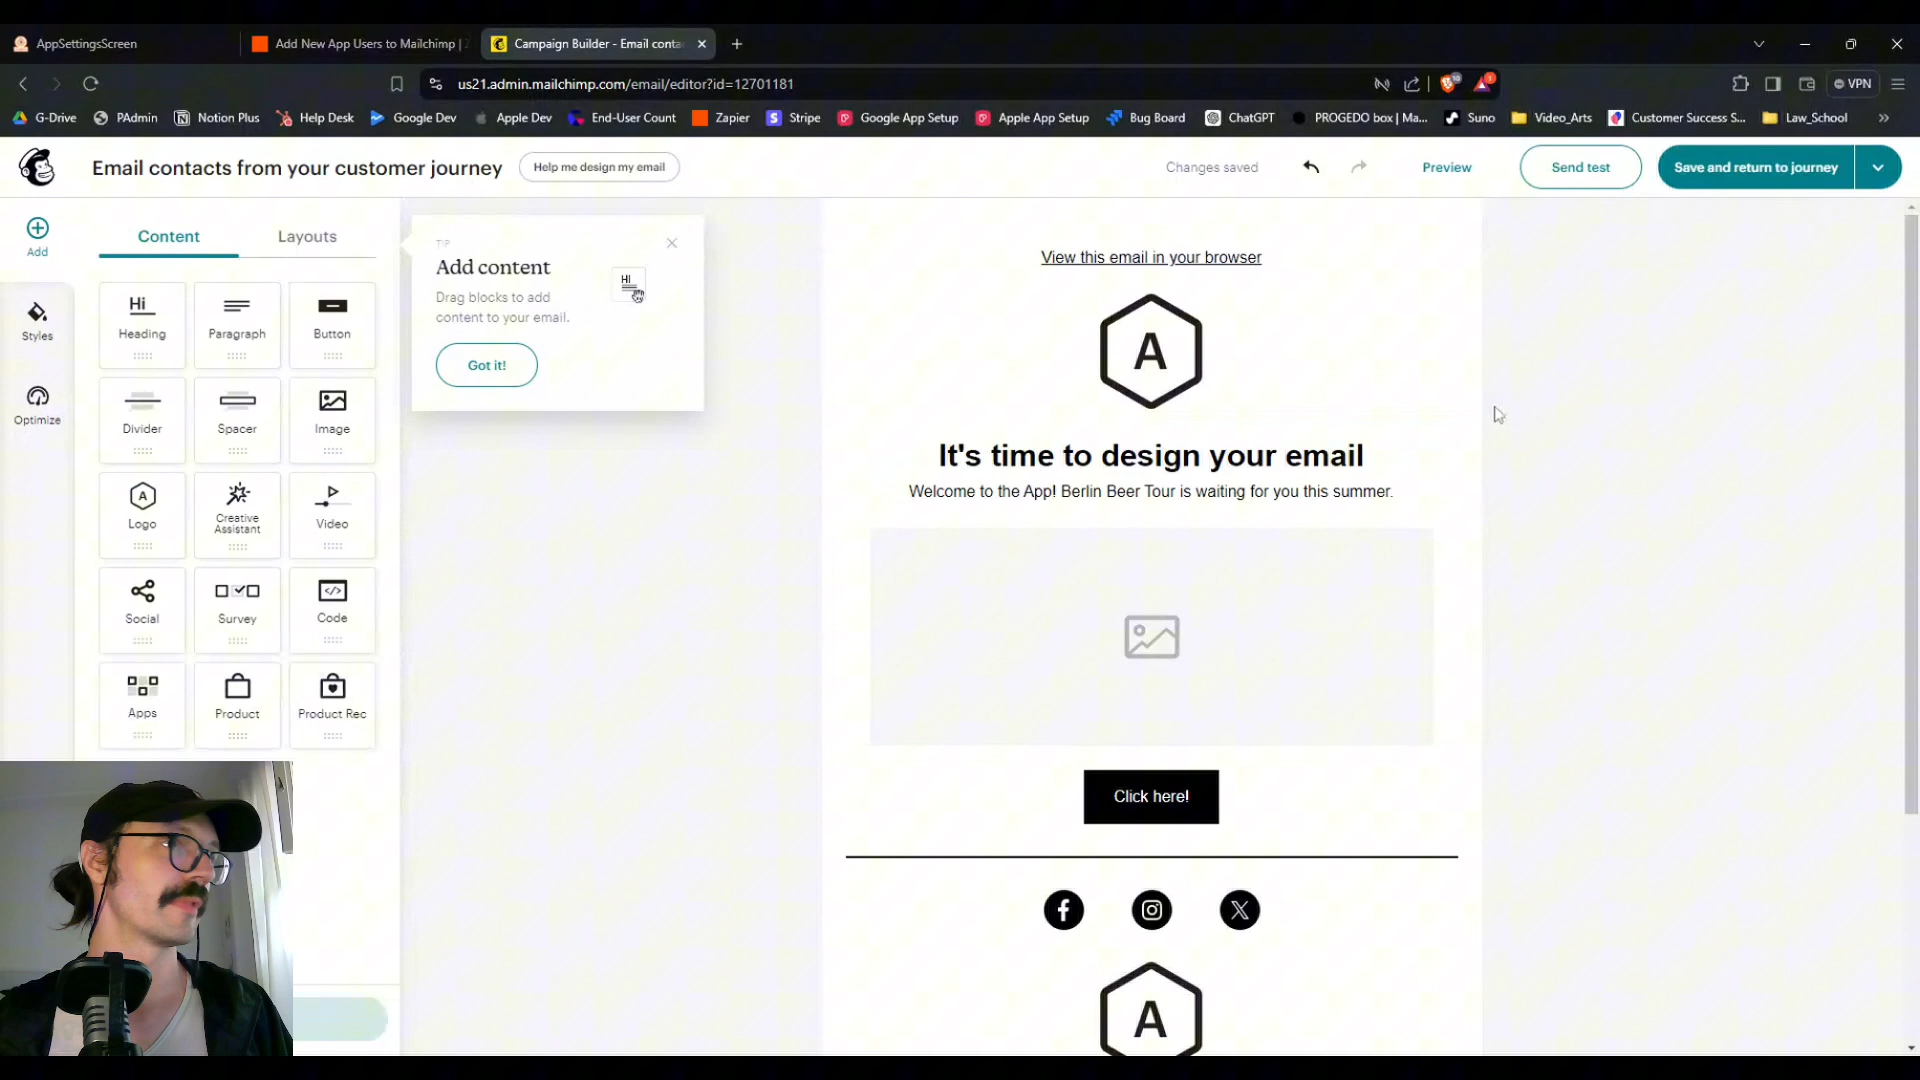 AppSettingsScreen
Add New App Users to Mailchimp |
Campaign Builder - Email conta
us21.admin.mailchimp.com/email/editor?id=12701181
VPN
G-Drive
PAdmin
Notion Plus
Help Desk
Google Dev
Apple Dev
End-User Count
Zapier
Stripe
Google App Setup
Apple App Setup
Bug Board
ChatGPT
PROGEDO box | Ma...
Suno
Video_Arts
Customer Success S...
Law_School
Email contacts from your customer journey
Help me design my email
Changes saved
Preview
Send test
Save and return to journey
Add
Styles
Optimize
Content
Layouts
Hi
Heading
Paragraph
Button
Divider
Spacer
Image
A
Logo
Creative
Assistant
Video
Social
Survey
Code
Apps
Product
Product Rec
TIP
Add content
Drag blocks to add
content to your email.
Hi
Got it!
View this email in your browser
A
It's time to design your email
Welcome to the App! Berlin Beer Tour is waiting for you this summer.
Click here!
A